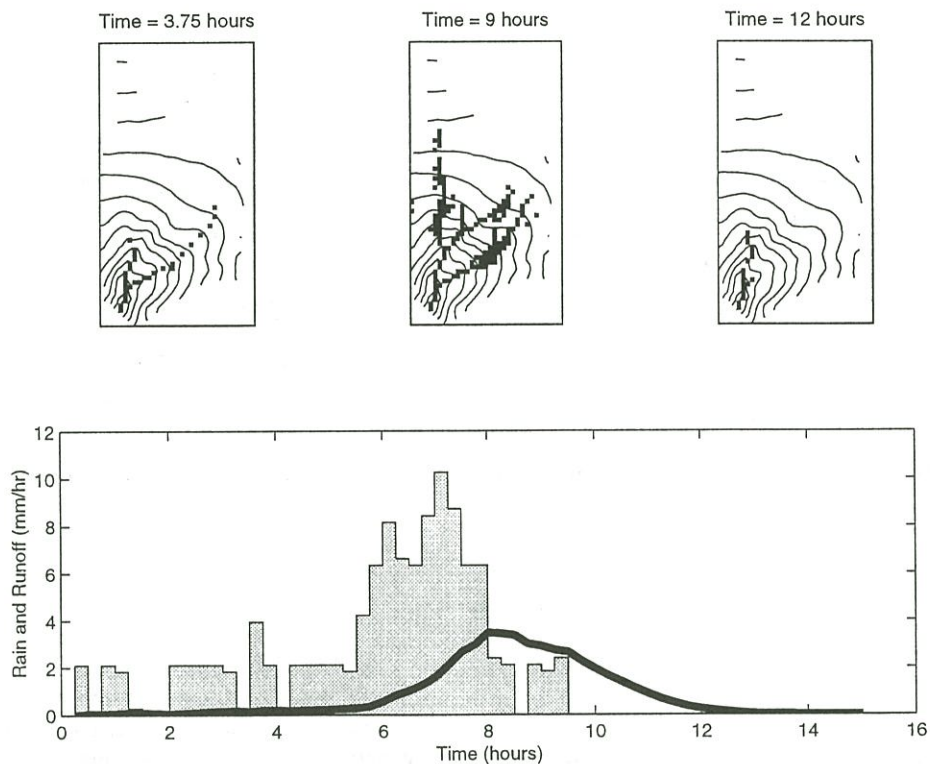 Time = 3.75 hours
Time = 9 hours
Time = 12 hours
12
10
8
6
4
2
0
Rain and Runoff (mm/hr)
0 2 4 6 8 10 12 14 16
Time (hours)